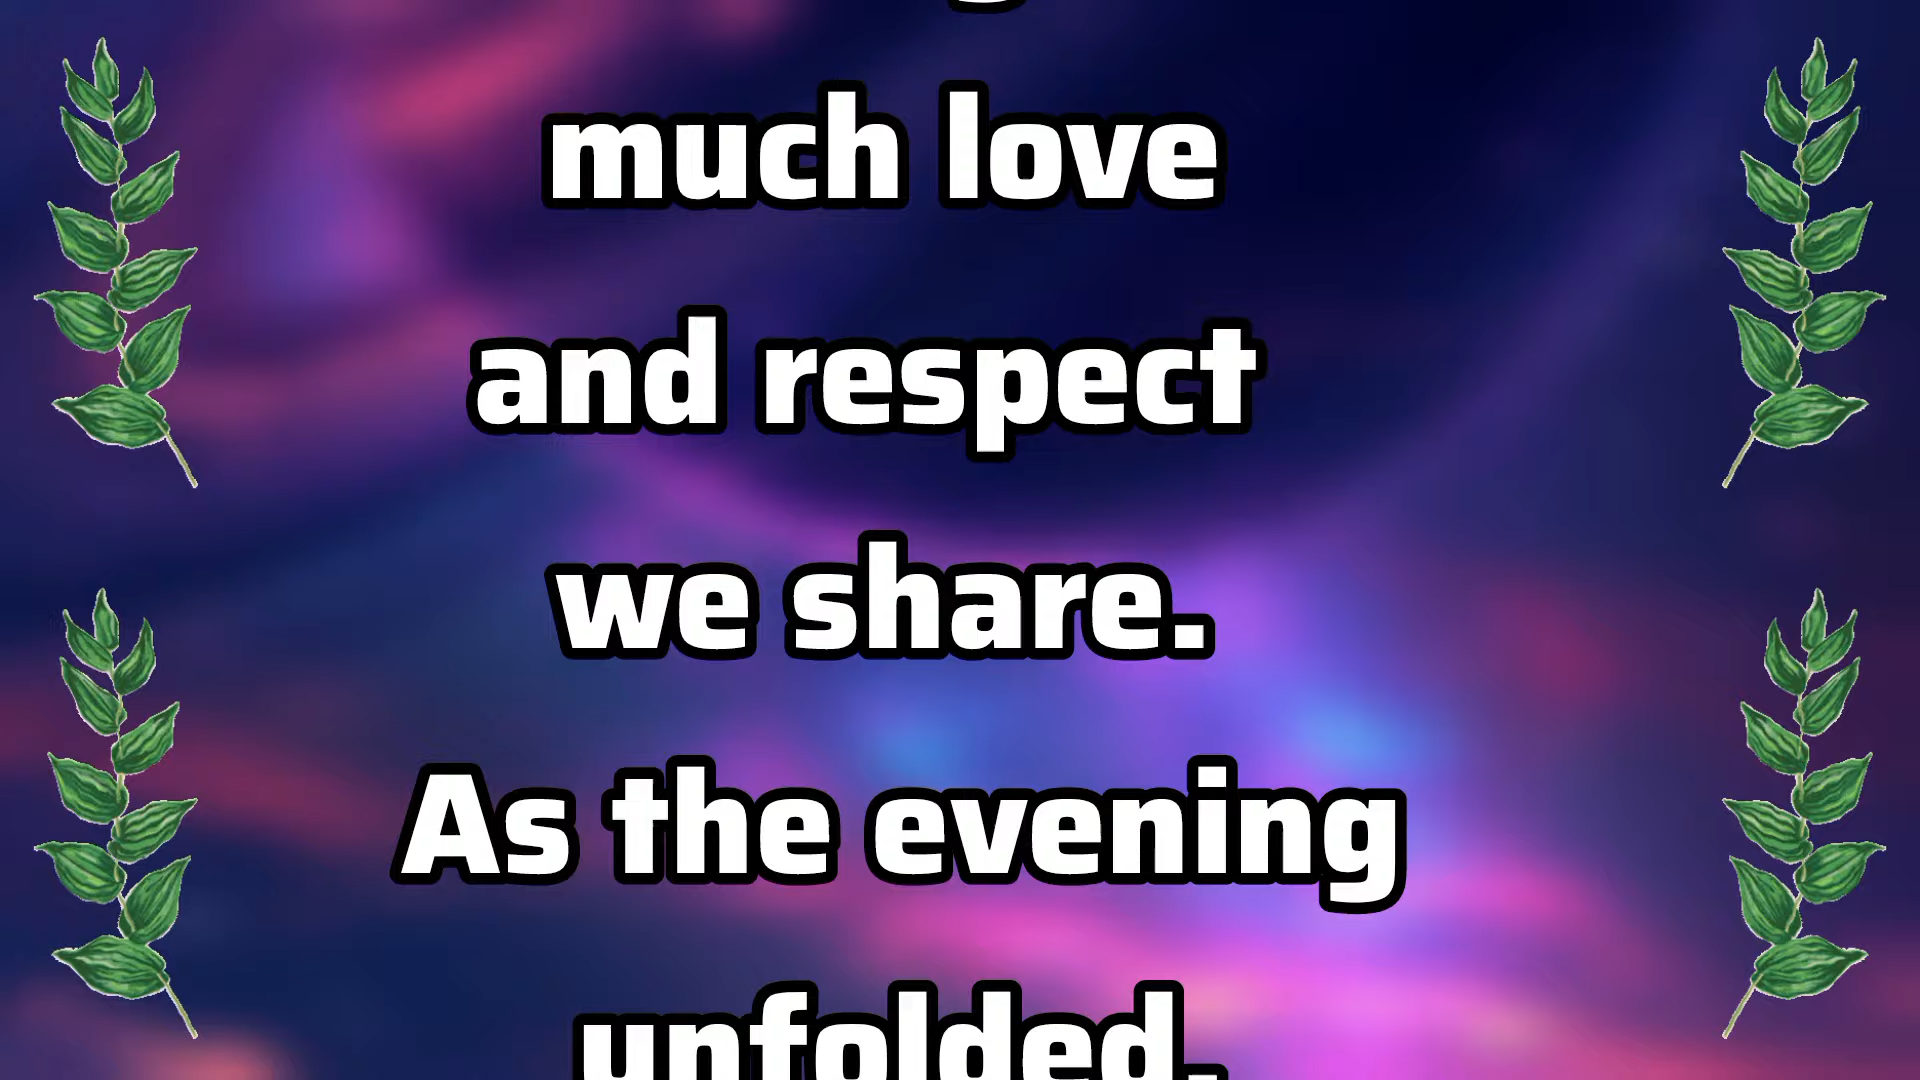 much love
and respect
we share.
As the evening
unfolded,